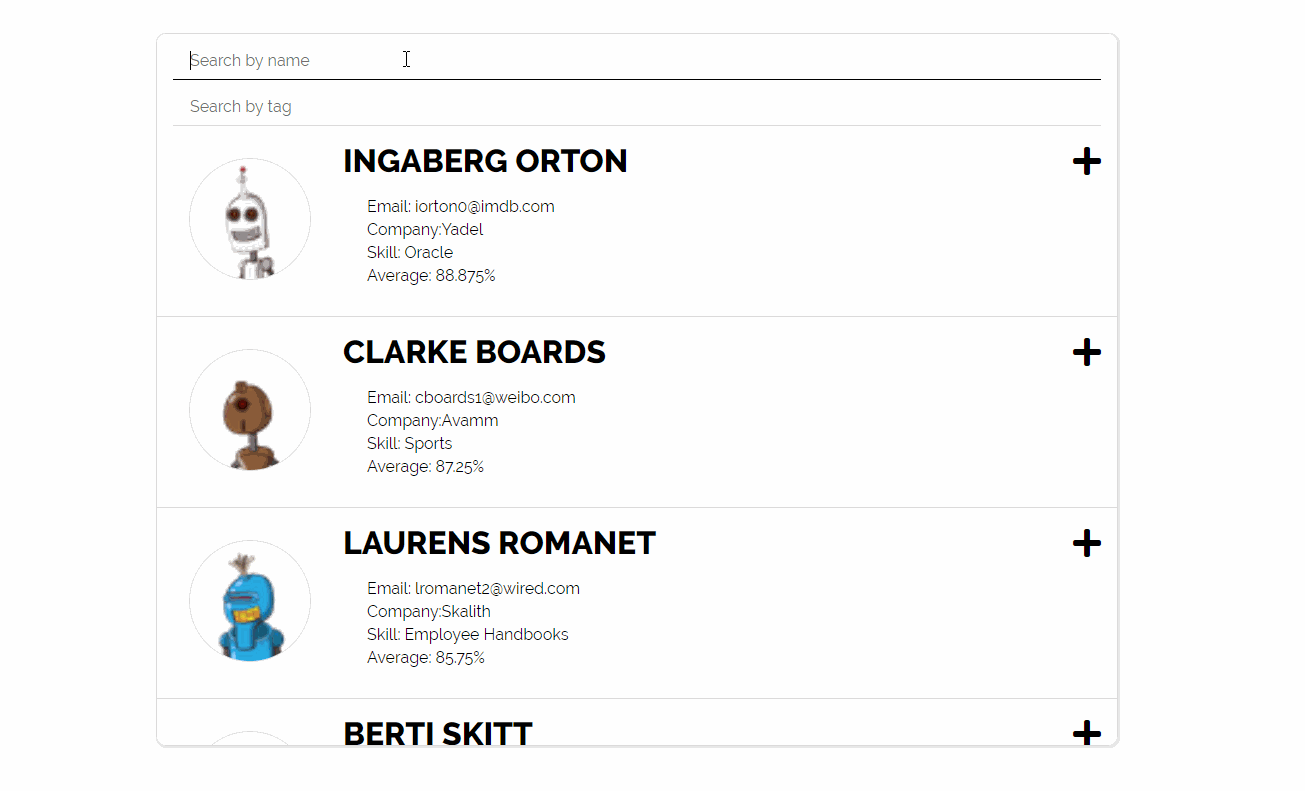 Search by name
Search by tag
INGABERG ORTON
Email: iorton0@imdb.com
Company:Yadel
Skill: Oracle
Average: 88.875%
CLARKE BOARDS
Email: cboards1@weibo.com
Company:Avamm
Skill: Sports
Average: 87.25%
LAURENS ROMANET
Email: lromanet2@wired.com
Company:Skalith
Skill: Employee Handbooks
Average: 85.75%
BERTI SKITT